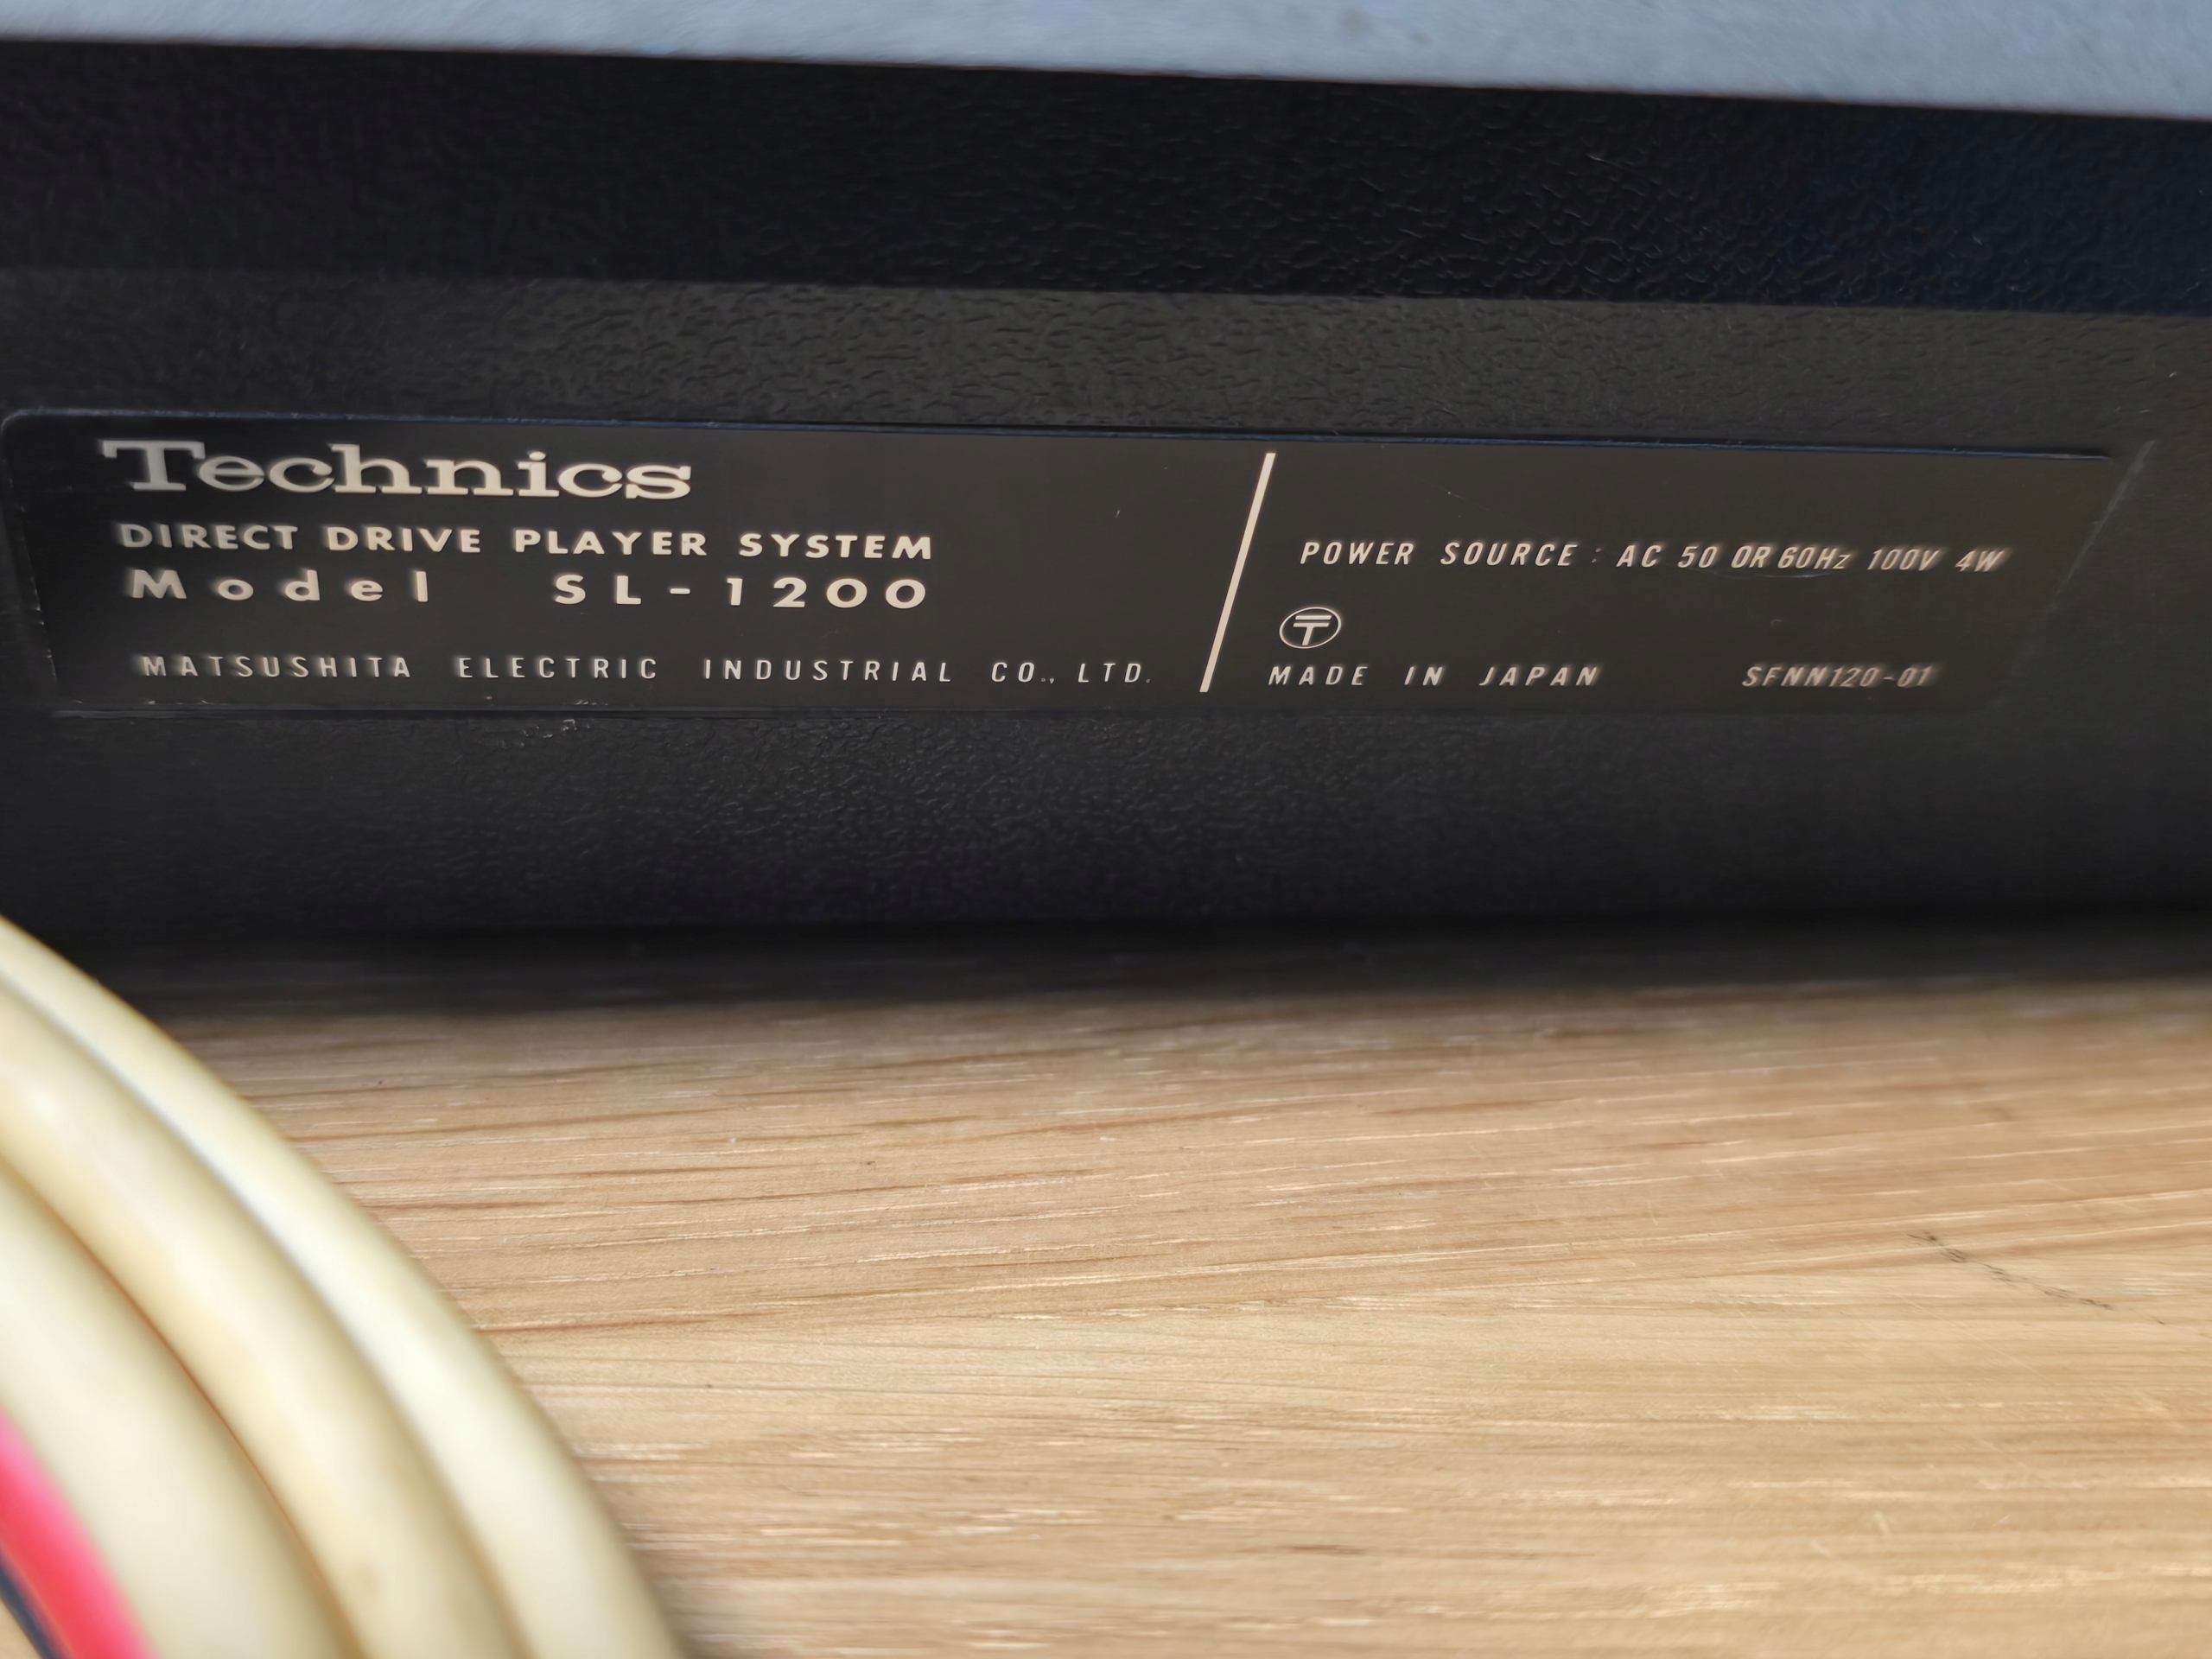 Technics
DIRECT DRIVE PLAYER SYSTEM
Model SL-1200
MATSUSHITA ELECTRIC INDUSTRIAL CO., LTD.
POWER SOURCE : AC 50 OR 60Hz 100V 4W
〒
MADE IN JAPAN SFNN120-01